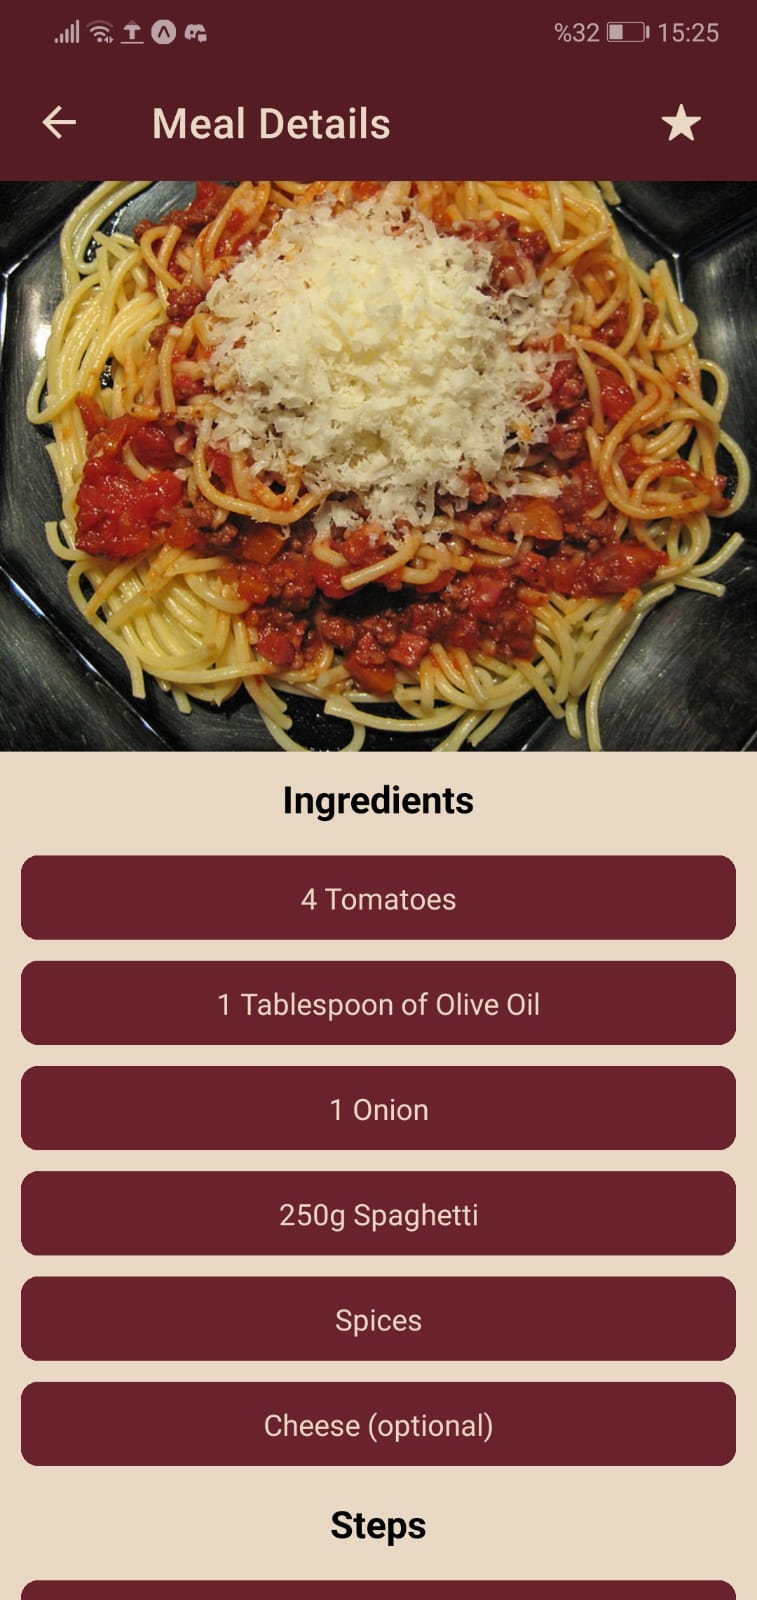 %32 15:25
Meal Details
Ingredients
4 Tomatoes
1 Tablespoon of Olive Oil
1 Onion
250g Spaghetti
Spices
Cheese (optional)
Steps